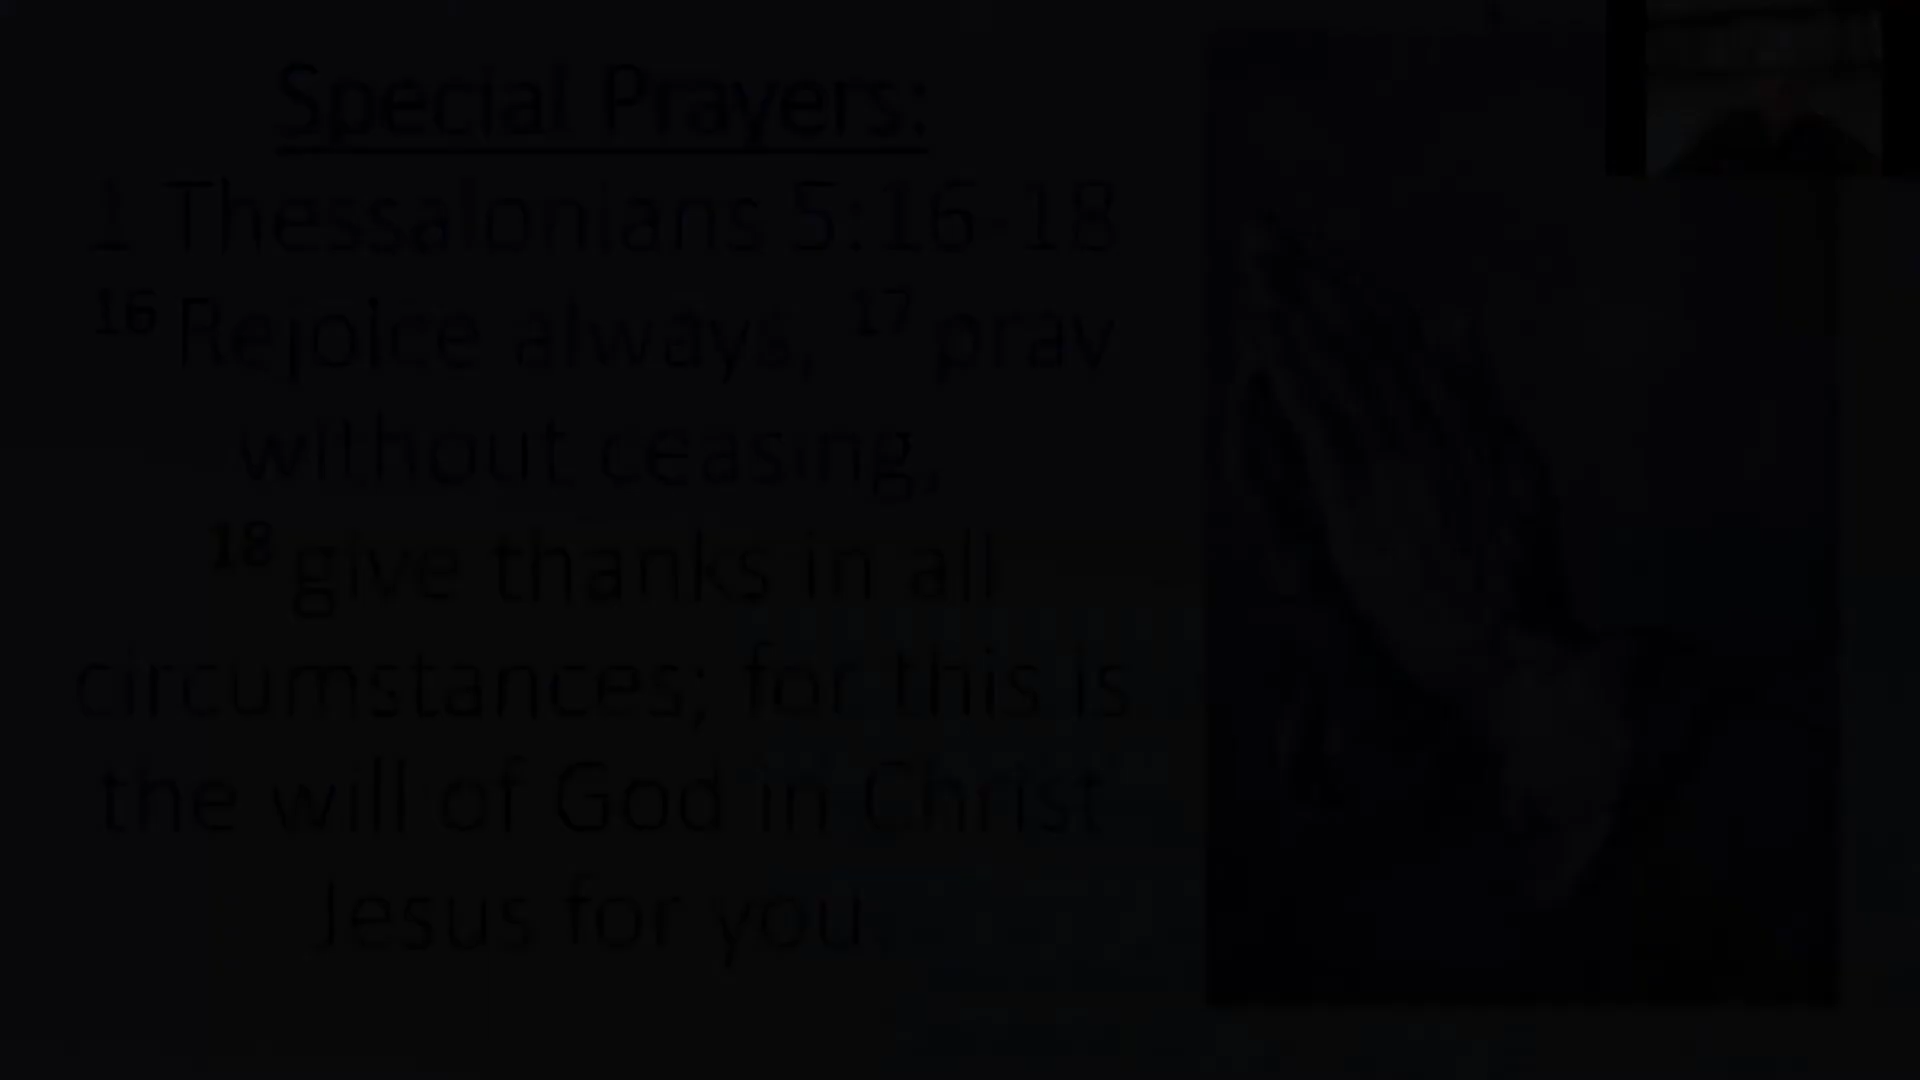 Special Prayers:
1 Thessalonians 5:16-18
16 Rejoice always, 17 pray
without ceasing,
18 give thanks in all
circumstances; for this is
the will of God in Christ
Jesus for you